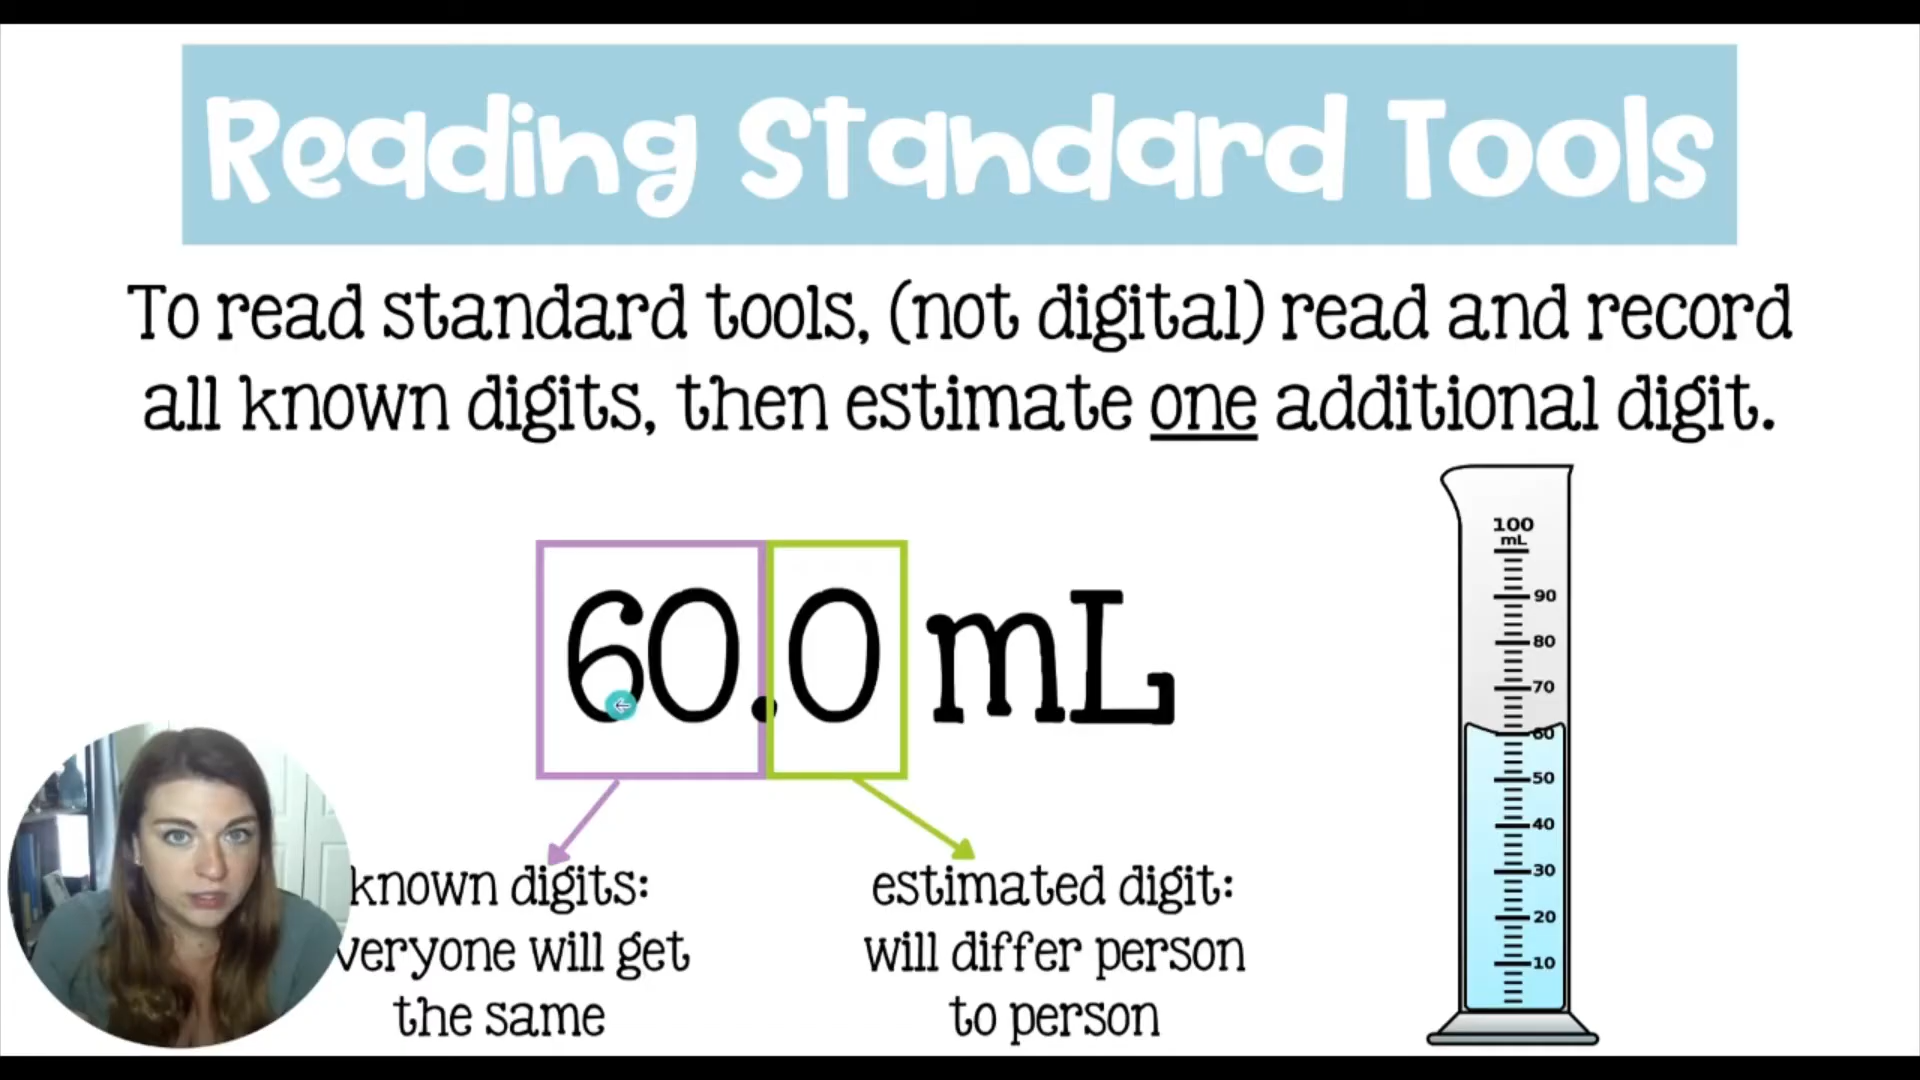 Reading Standard Tools
To read standard tools, (not digital) read and record
all known digits, then estimate one additional digit.
60.0 mL
known digits:
veryone will get
the same
estimated digit:
will differ person
to person
100
mL
90
80
70
60
50
40
30
20
10